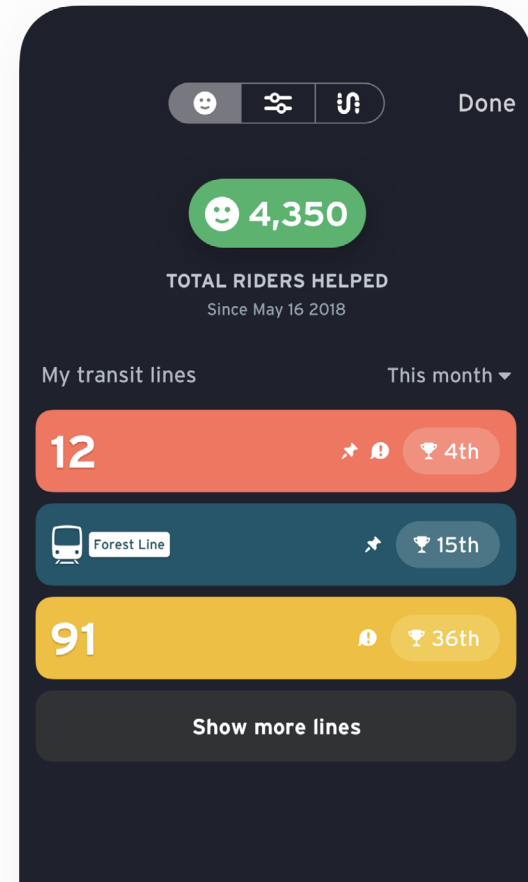 Done
4,350
TOTAL RIDERS HELPED
Since May 16 2018
My transit lines This month
12 4th
Forest Line 15th
91 36th
Show more lines